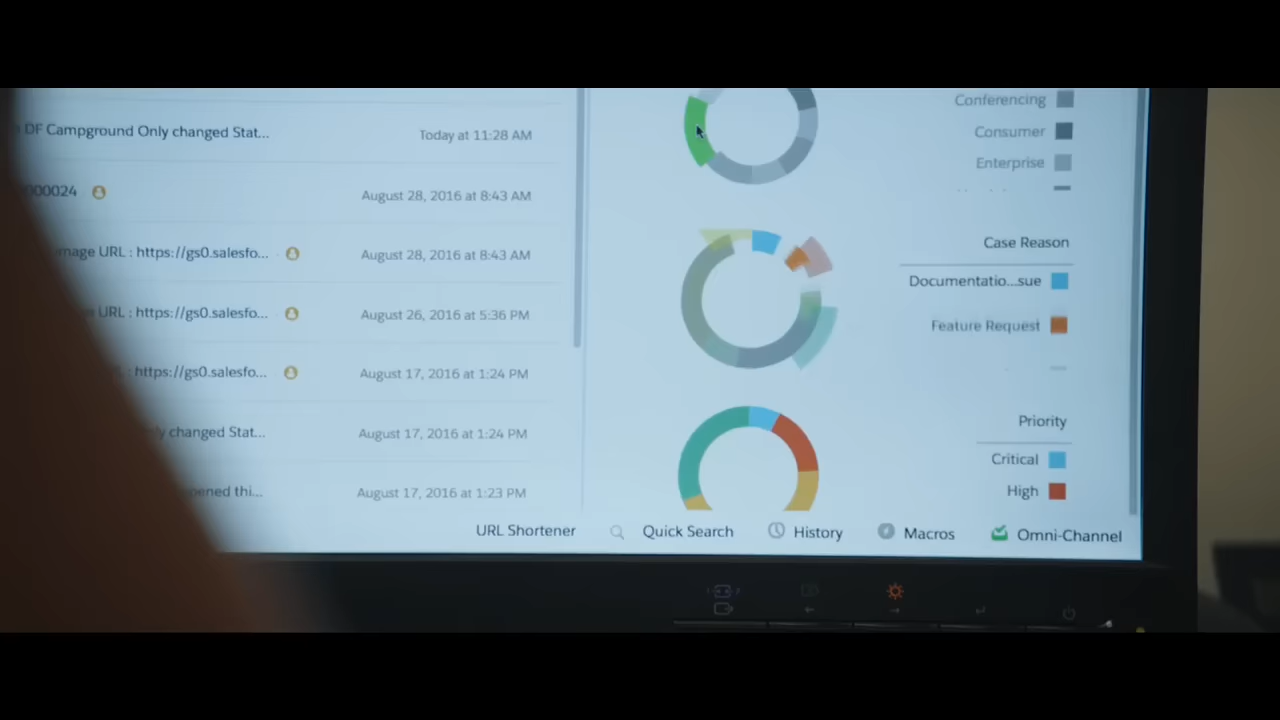 DF Campground Only changed Stat...
Today at 11:28 AM
000024
August 28, 2016 at 8:43 AM
URL : https://gs0.salesfo...
August 28, 2016 at 8:43 AM
URL : https://gs0.salesfo...
August 26, 2016 at 5:36 PM
: https://gs0.salesfo...
August 17, 2016 at 1:24 PM
changed Stat...
August 17, 2016 at 1:24 PM
thi...
August 17, 2016 at 1:23 PM
Conferencing
Consumer
Enterprise
Case Reason
Documentatio...sue
Feature Request
Priority
Critical
High
URL Shortener
Quick Search
History
Macros
Omni-Channel